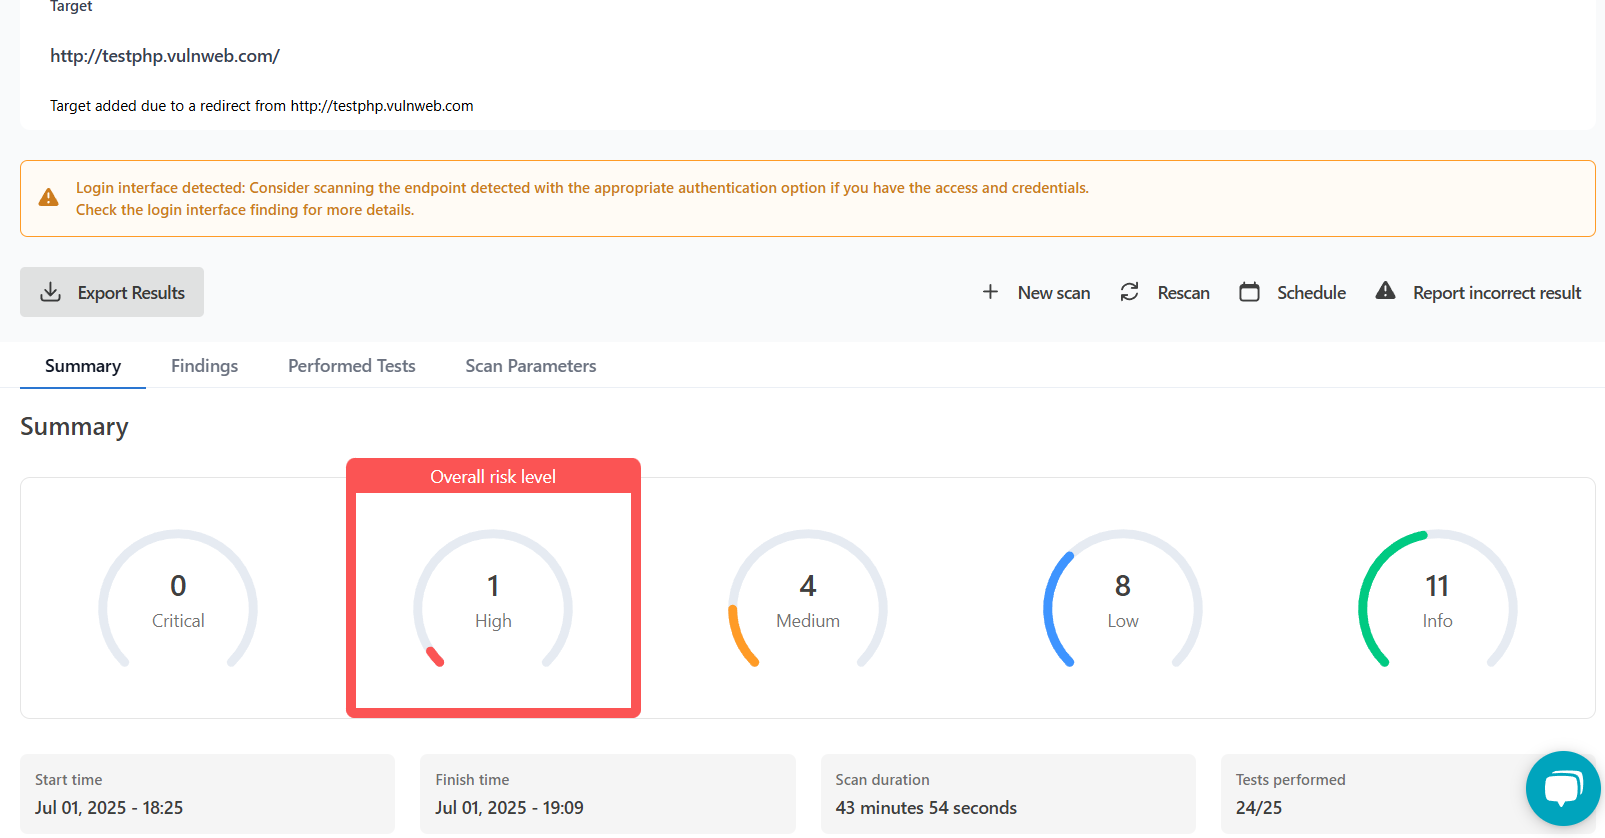 Target
http://testphp.vulnweb.com/
Target added due to a redirect from http://testphp.vulnweb.com
Login interface detected: Consider scanning the endpoint detected with the appropriate authentication option if you have the access and credentials.
Check the login interface finding for more details.
Export Results
New scan
Rescan
Schedule
Report incorrect result
Summary
Findings
Performed Tests
Scan Parameters
Summary
Overall risk level
0
Critical
1
High
4
Medium
8
Low
11
Info
Start time
Jul 01, 2025 - 18:25
Finish time
Jul 01, 2025 - 19:09
Scan duration
43 minutes 54 seconds
Tests performed
24/25